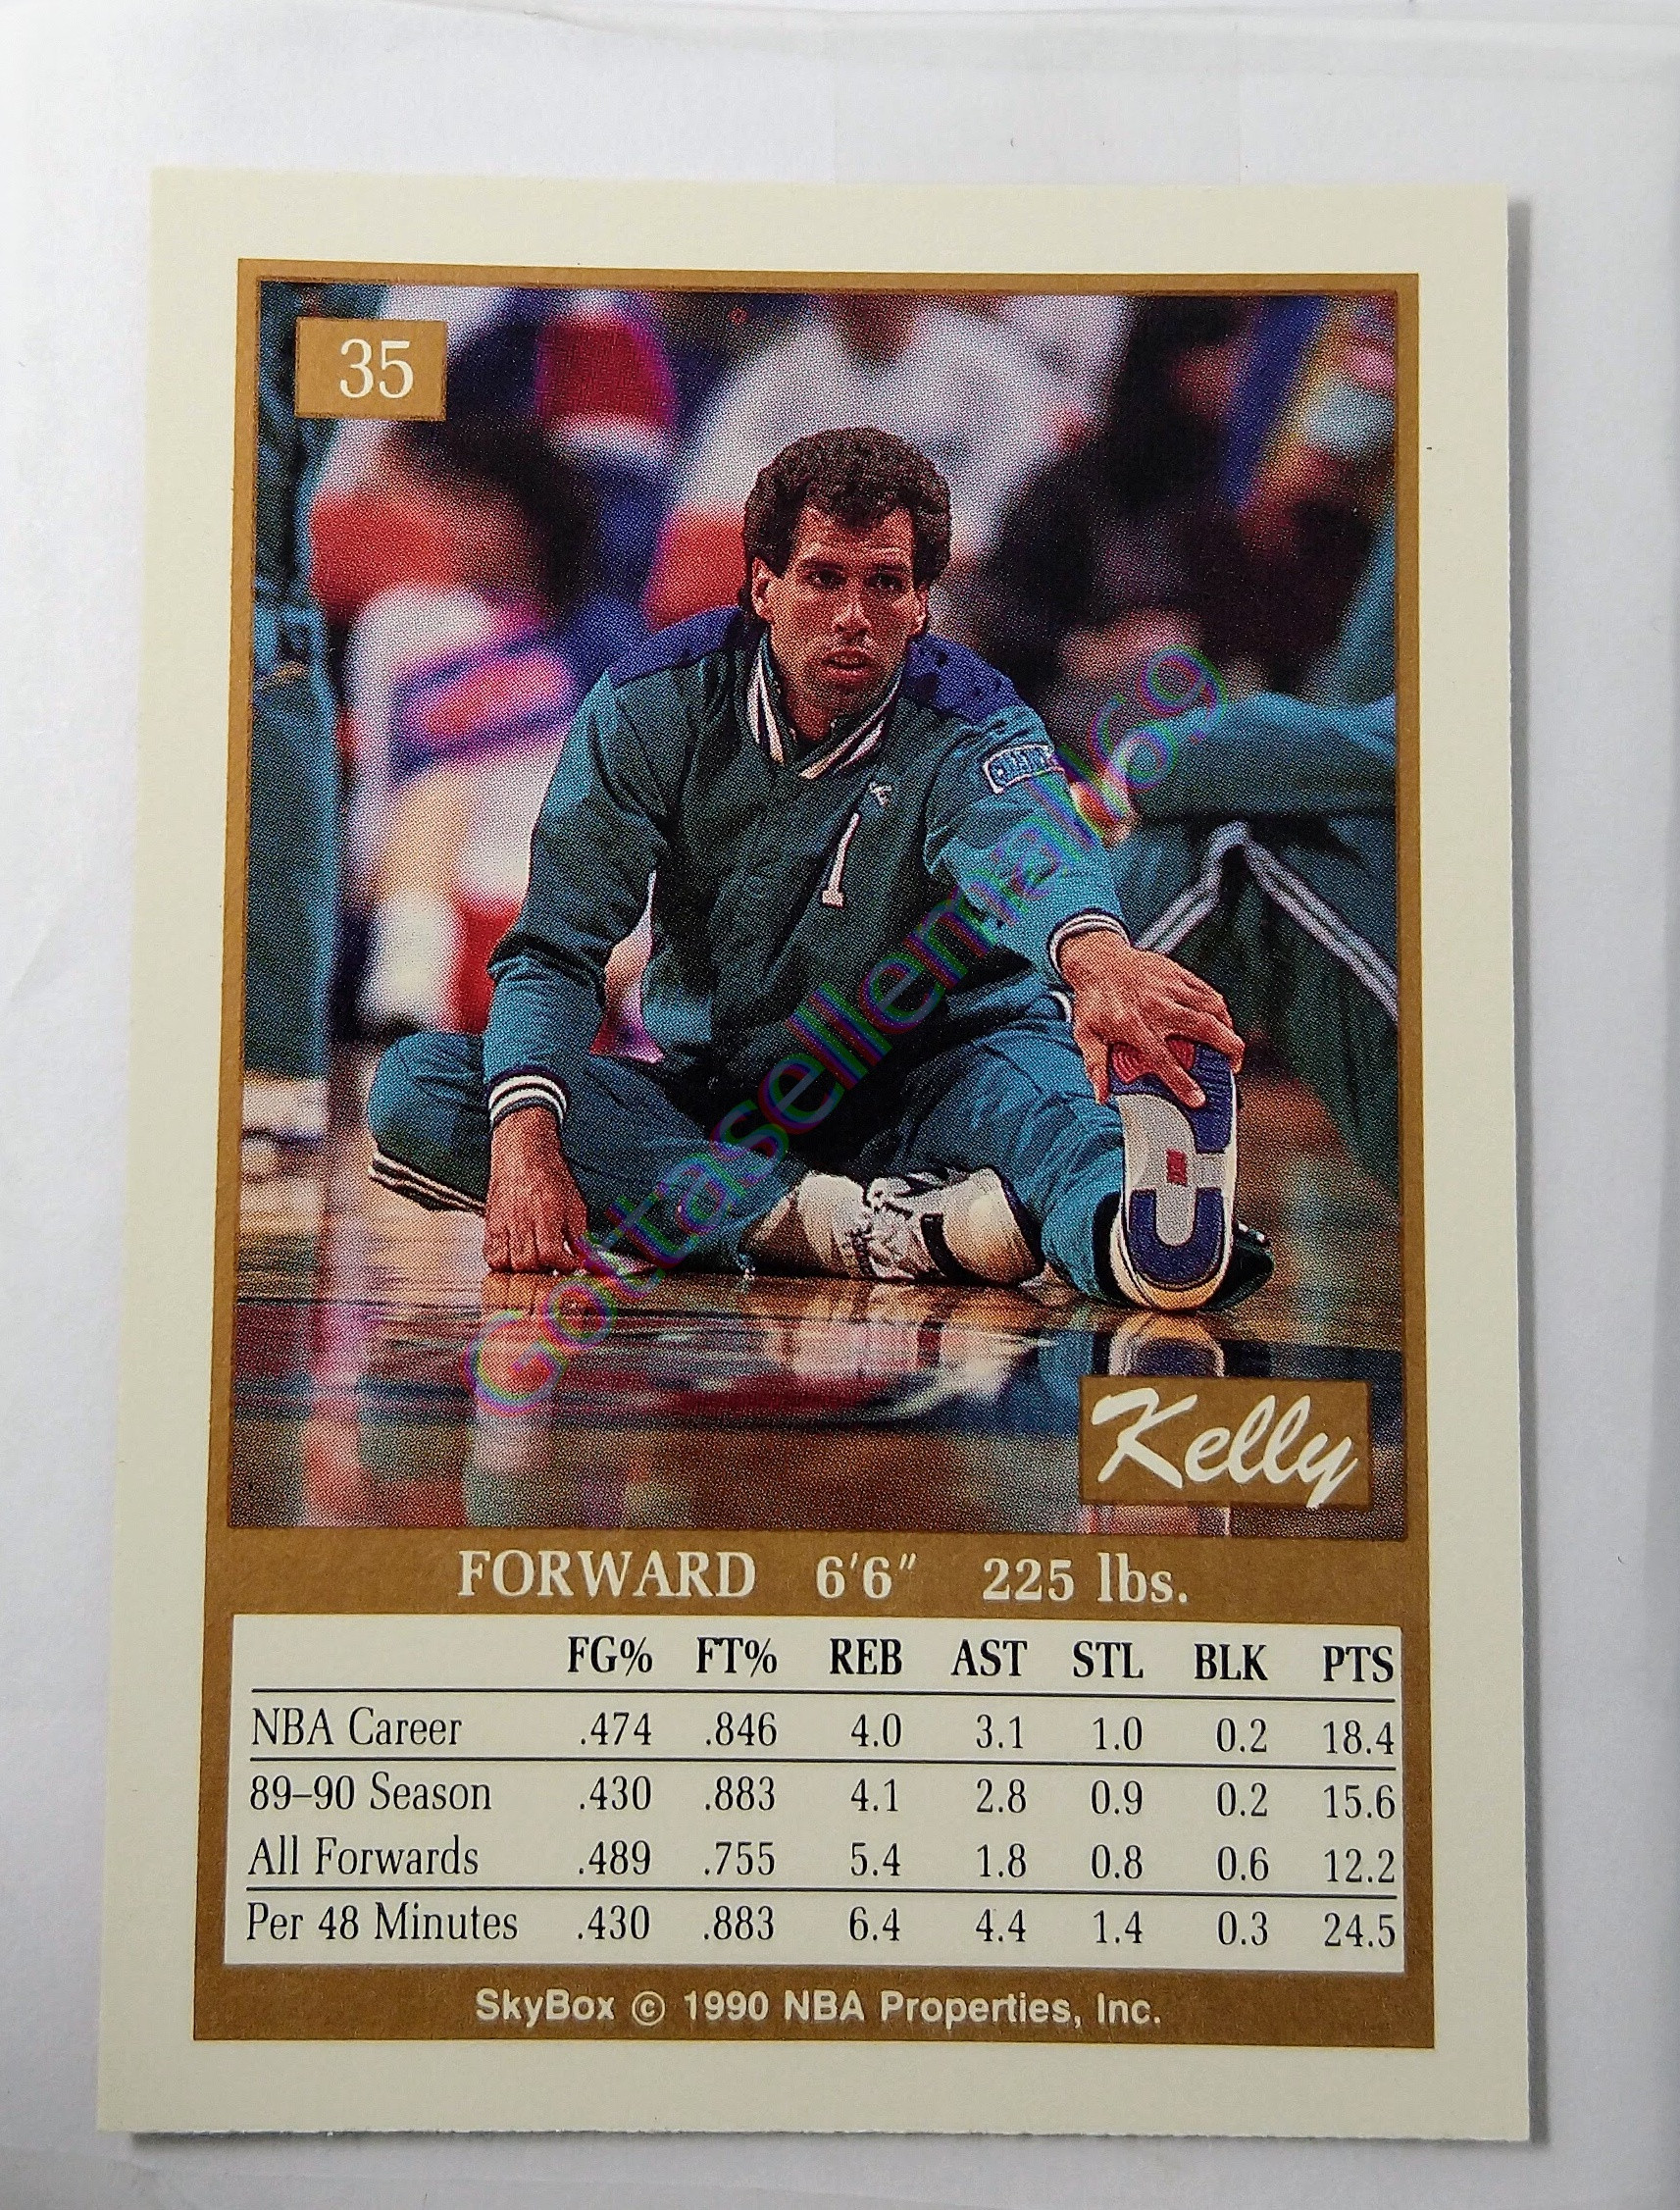 35
Gottasellemall69
Kelly
FORWARD 6'6" 225 lbs.
FG% FT% REB AST STL BLK PTS
NBA Career .474 .846 4.0 3.1 1.0 0.2 18.4
89–90 Season .430 .883 4.1 2.8 0.9 0.2 15.6
All Forwards .489 .755 5.4 1.8 0.8 0.6 12.2
Per 48 Minutes .430 .883 6.4 4.4 1.4 0.3 24.5
SkyBox © 1990 NBA Properties, Inc.